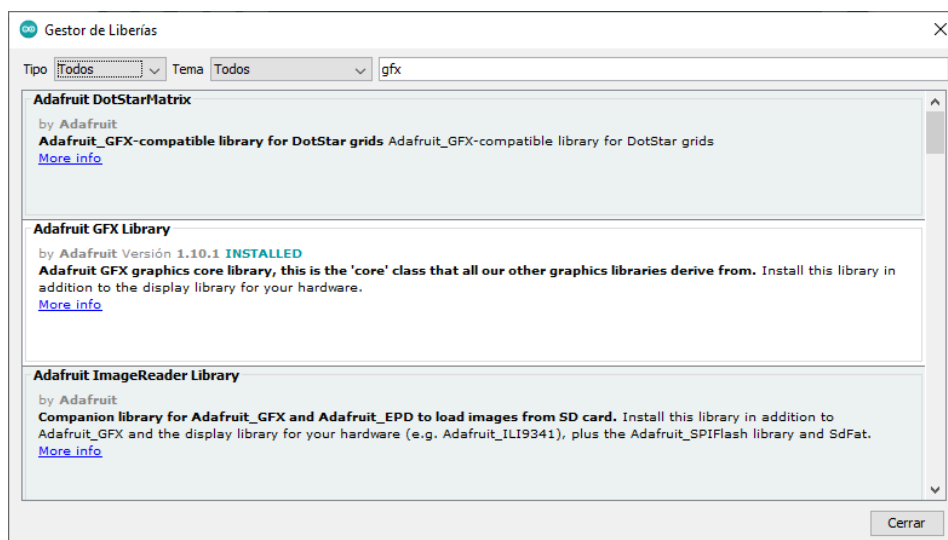 Gestor de Liberías
Tipo Todos Tema Todos gfx
Adafruit DotStarMatrix
by Adafruit
Adafruit_GFX-compatible library for DotStar grids Adafruit_GFX-compatible library for DotStar grids
More info
Adafruit GFX Library
by Adafruit Versión 1.10.1 INSTALLED
Adafruit GFX graphics core library, this is the 'core' class that all our other graphics libraries derive from. Install this library in
addition to the display library for your hardware.
More info
Adafruit ImageReader Library
by Adafruit
Companion library for Adafruit_GFX and Adafruit_EPD to load images from SD card. Install this library in addition to
Adafruit_GFX and the display library for your hardware (e.g. Adafruit_ILI9341), plus the Adafruit_SPIFlash library and SdFat.
More info
Cerrar